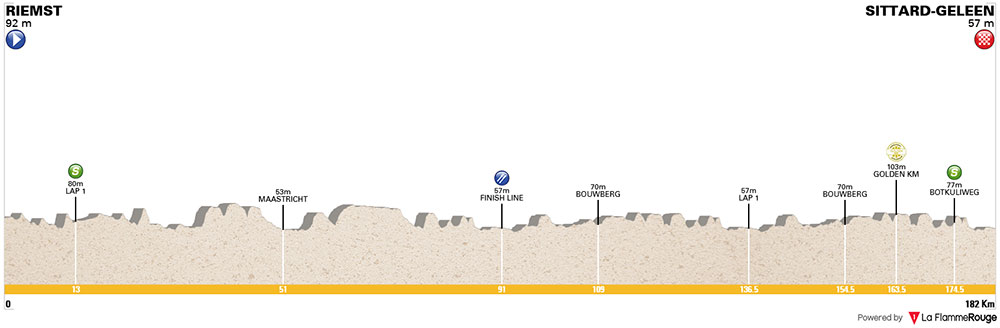 RIEMST
92 m
SITTARD-GELEEN
57 m
S
80m
LAP 1
53m
MAASTRICHT
57m
FINISH LINE
70m
BOUWBERG
57m
LAP 1
70m
BOUWBERG
103m
GOLDEN KM
S
77m
BOTKUILWEG
13
51
91
109
136.5
154.5
163.5
174.5
0
182 Km
Powered by 1 La FlammeRouge